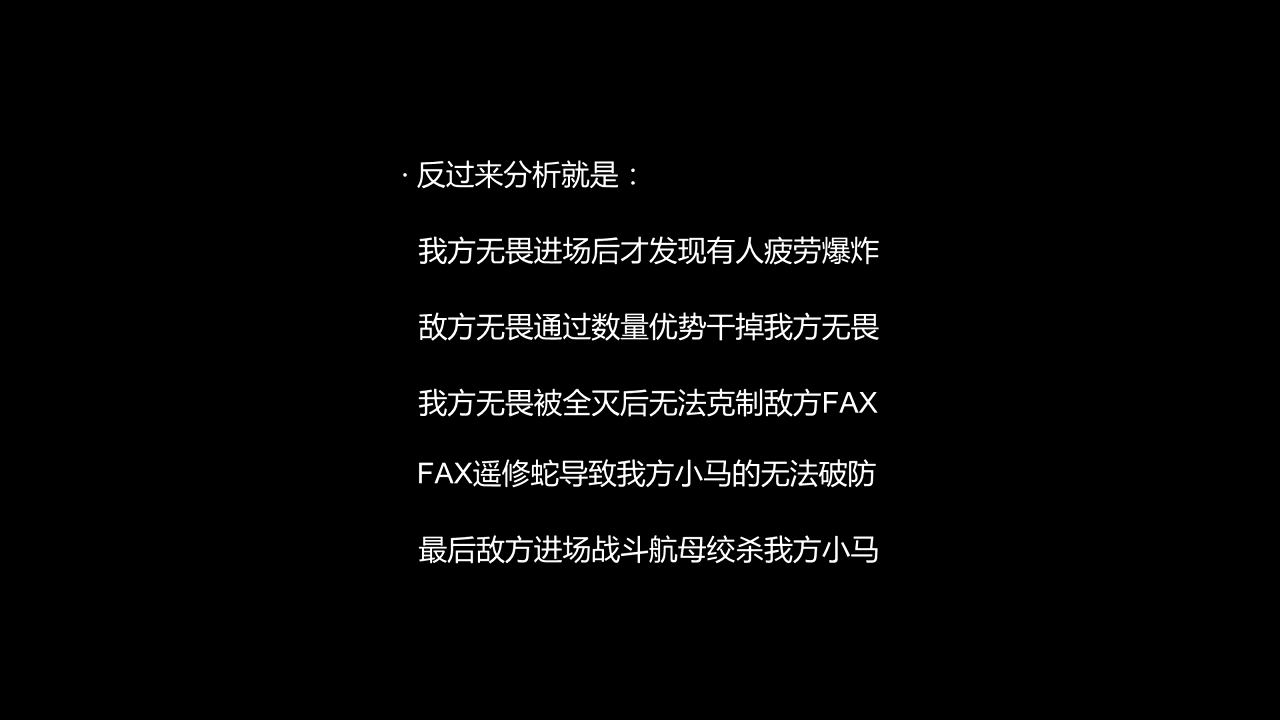 · 反过来分析就是：
我方无畏进场后才发现有人疲劳爆炸
敌方无畏通过数量优势干掉我方无畏
我方无畏被全灭后无法克制敌方FAX
FAX遥修蛇导致我方小马的无法破防
最后敌方进场战斗航母绞杀我方小马